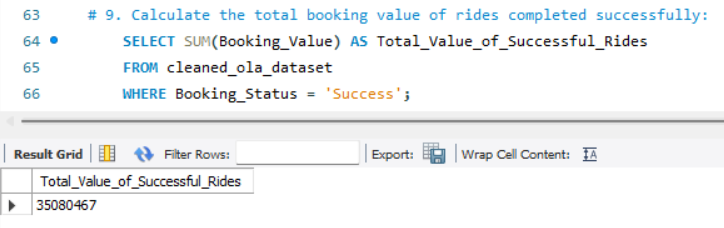 63 # 9. Calculate the total booking value of rides completed successfully:
64 SELECT SUM(Booking_Value) AS Total_Value_of_Successful_Rides
65 FROM cleaned_ola_dataset
66 WHERE Booking_Status = 'Success';
Result Grid Filter Rows: Export: Wrap Cell Content: IA
Total_Value_of_Successful_Rides
35080467